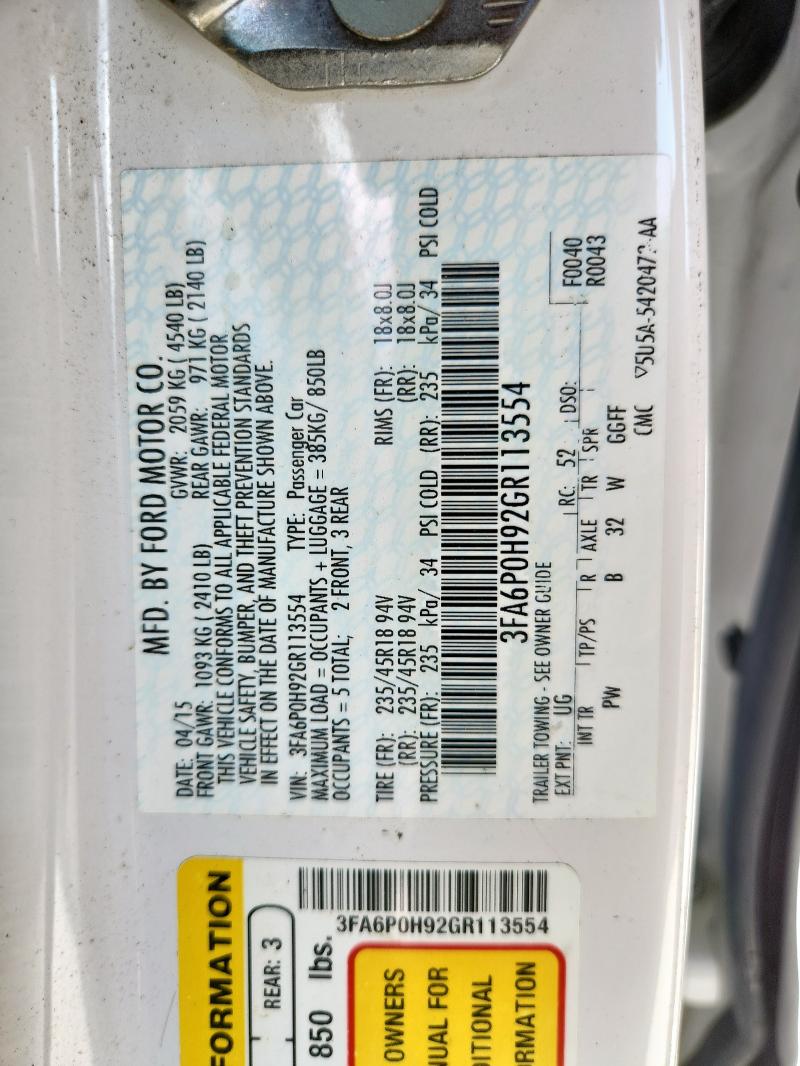 MFD. BY FORD MOTOR CO.
DATE: 04/15 GVWR: 2059 KG ( 4540 LB)
FRONT GAWR: 1093 KG ( 2410 LB) REAR GAWR: 971 KG ( 2140 LB)
THIS VEHICLE CONFORMS TO ALL APPLICABLE FEDERAL MOTOR
VEHICLE SAFETY, BUMPER, AND THEFT PREVENTION STANDARDS
IN EFFECT ON THE DATE OF MANUFACTURE SHOWN ABOVE.
VIN: 3FA6P0H92GR113554 TYPE: Passenger Car
MAXIMUM LOAD = OCCUPANTS + LUGGAGE = 385KG/ 850LB
OCCUPANTS = 5 TOTAL; 2 FRONT, 3 REAR
TIRE (FR): 235/45R18 94V RIMS (FR): 18x8.0J
(RR): 235/45R18 94V (RR): 18x8.0J
PRESSURE (FR): 235 kPa/ 34 PSI COLD (RR): 235 kPa/ 34 PSI COLD
3FA6P0H92GR113554
TRAILER TOWING - SEE OWNER GUIDE
EXT PNT: UG RC: 52 DSO: F0040
INT TR TP/PS R AXLE TR SPR R0043
PW B 32 W GGFF
CMC ▽5U5A-5420472-AA
FORMATION
REAR: 3
850 lbs.
3FA6P0H92GR113554
OWNERS
NUAL FOR
DITIONAL
RMATION